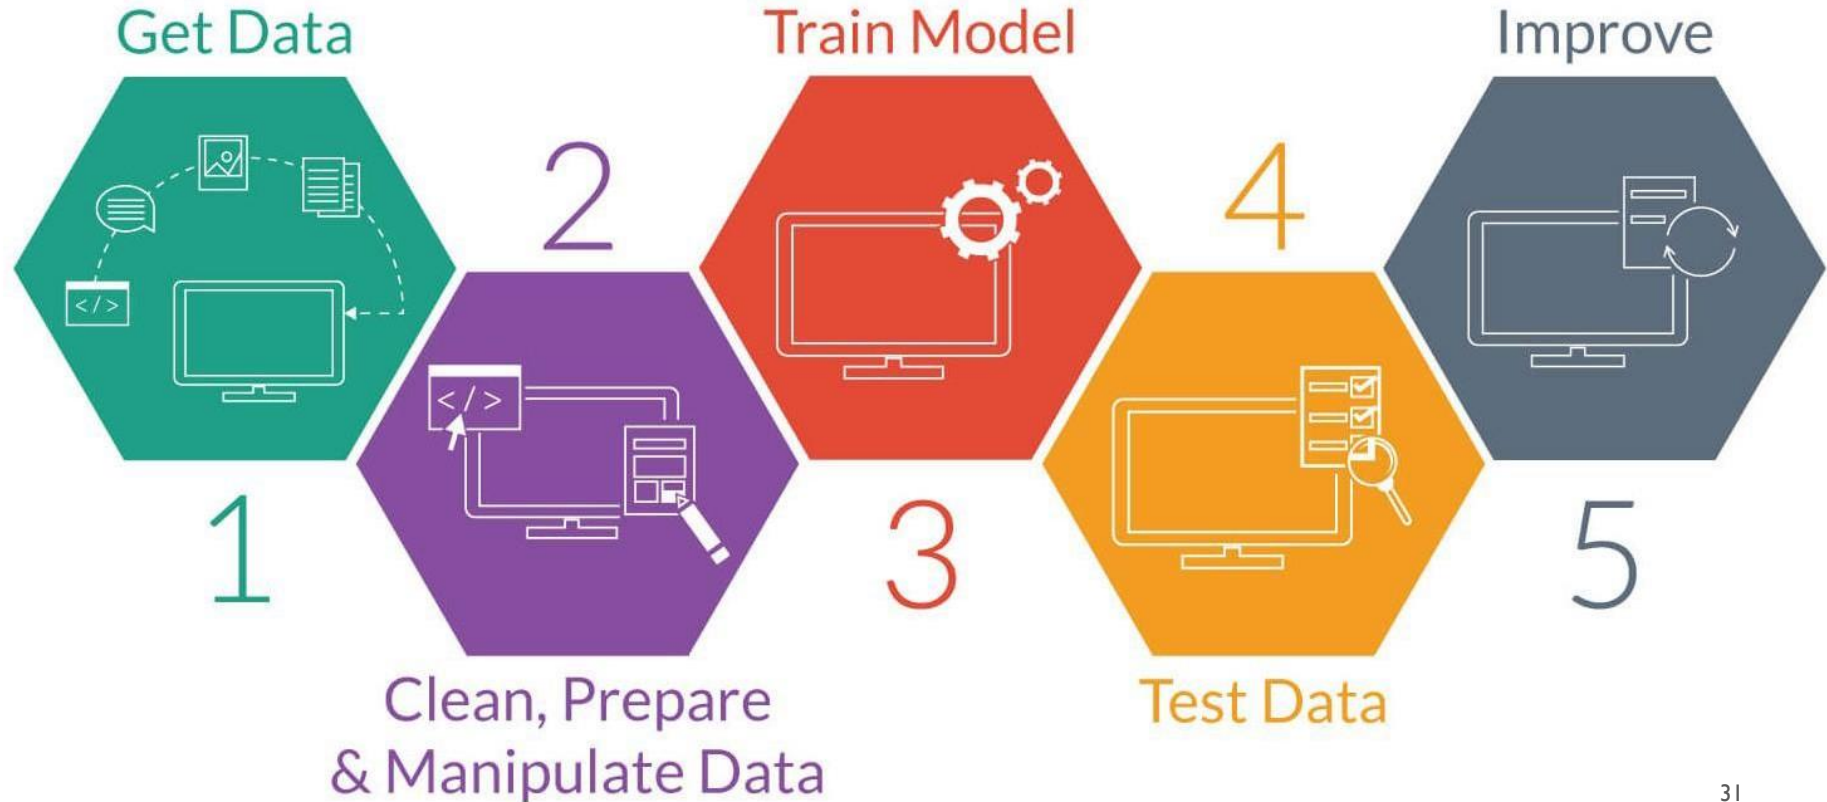 Get Data
</>
1
2
</>
Clean, Prepare
& Manipulate Data
Train Model
3
4
Test Data
Improve
5
31